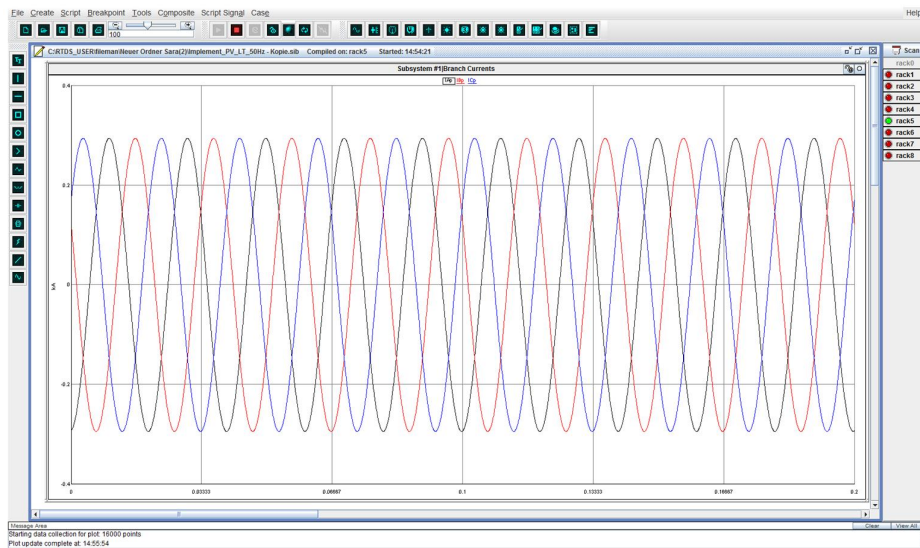 File Create Script Breakpoint Tools Composite Script Signal Case Help
100
C:\RTDS_USER\fileman\Neuer Ordner Sara(2)\Implement_PV_LT_50Hz - Kopie.sib Compiled on: rack5 Started: 14:54:21
Scan
Subsystem #1|Branch Currents
IAp IBp ICp
rack0
rack1
rack2
rack3
rack4
rack5
rack6
rack7
rack8
0.4
0.2
0
kA
-0.2
-0.4
0 0.03333 0.06667 0.1 0.13333 0.16667 0.2
Message Area Clear View All
Starting data collection for plot: 16000 points
Plot update complete at: 14:55:54